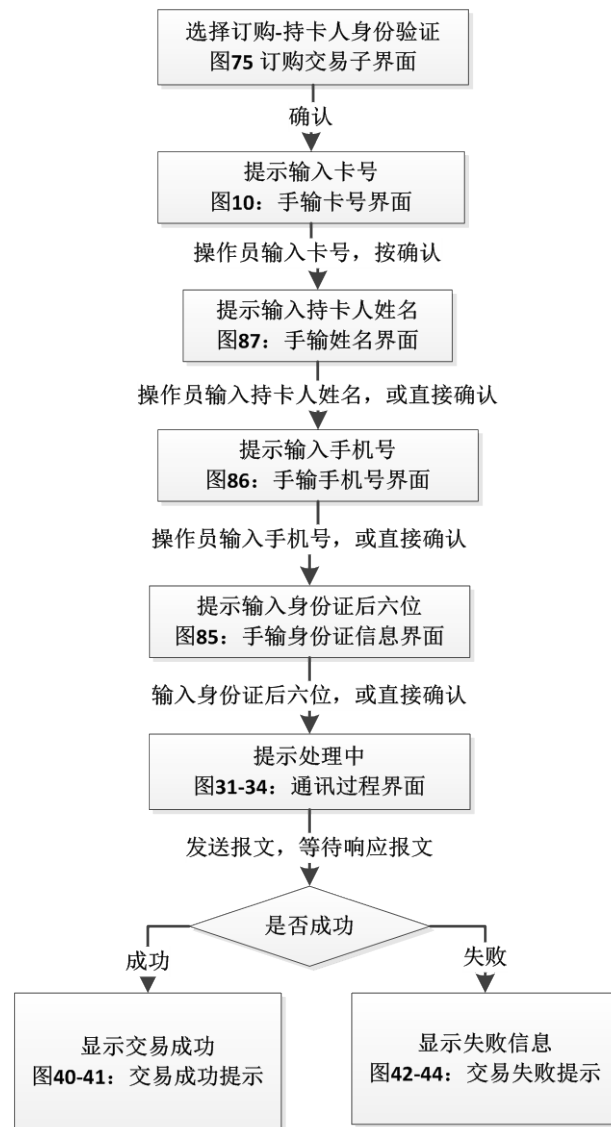 选择订购-持卡人身份验证
图75 订购交易子界面
确认
提示输入卡号
图10：手输卡号界面
操作员输入卡号，按确认
提示输入持卡人姓名
图87：手输姓名界面
操作员输入持卡人姓名，或直接确认
提示输入手机号
图86：手输手机号界面
操作员输入手机号，或直接确认
提示输入身份证后六位
图85：手输身份证信息界面
输入身份证后六位，或直接确认
提示处理中
图31-34：通讯过程界面
发送报文，等待响应报文
是否成功
成功
失败
显示交易成功
图40-41：交易成功提示
显示失败信息
图42-44：交易失败提示